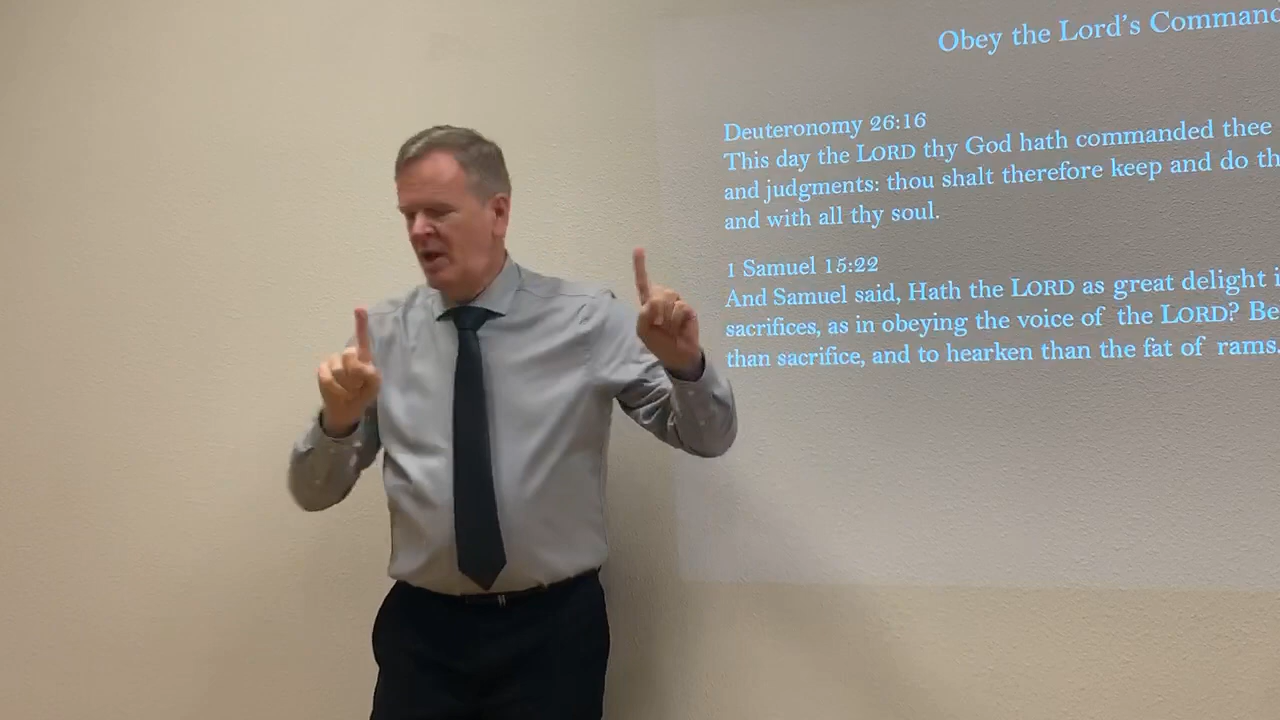 Obey the Lord's Command
Deuteronomy 26:16
This day the LORD thy God hath commanded thee
and judgments: thou shalt therefore keep and do th
and with all thy soul.
1 Samuel 15:22
And Samuel said, Hath the LORD as great delight i
sacrifices, as in obeying the voice of the LORD? Be
than sacrifice, and to hearken than the fat of rams.